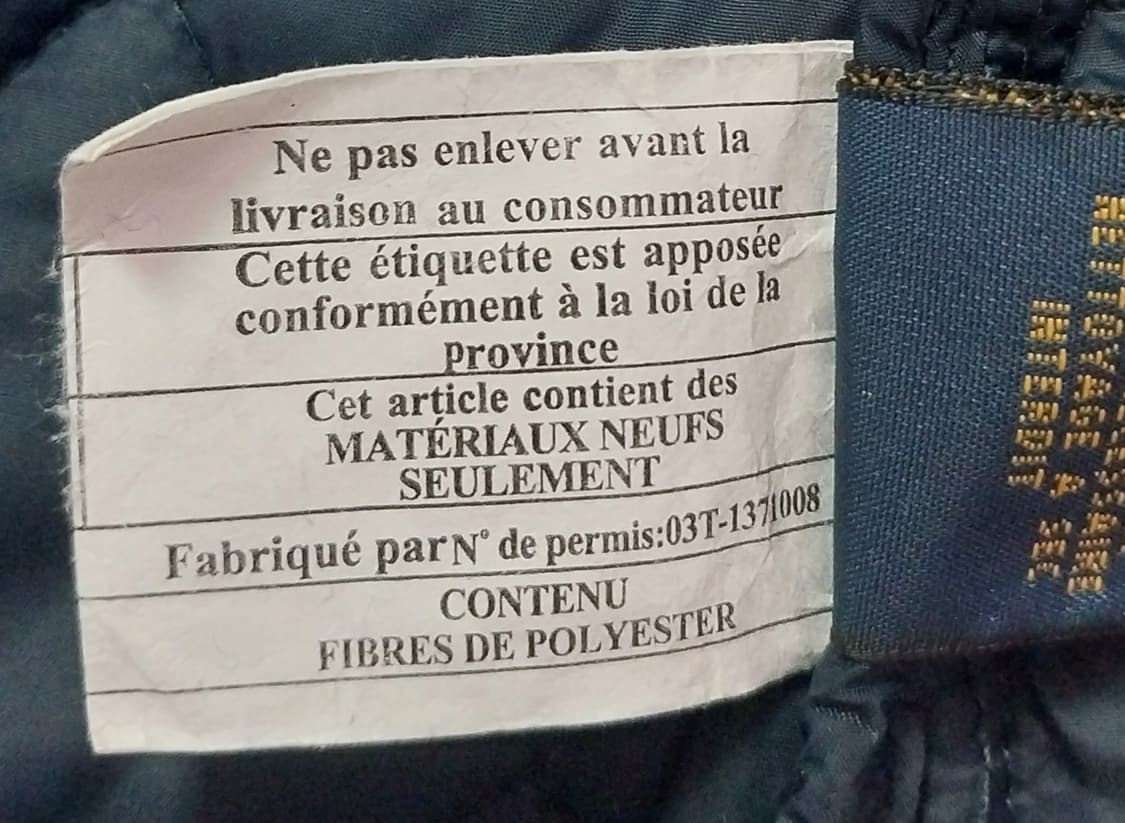 Ne pas enlever avant la
livraison au consommateur
Cette étiquette est apposée
conformément à la loi de la
province
Cet article contient des
MATÉRIAUX NEUFS
SEULEMENT
Fabriqué par N° de permis:03T-1371008
CONTENU
FIBRES DE POLYESTER